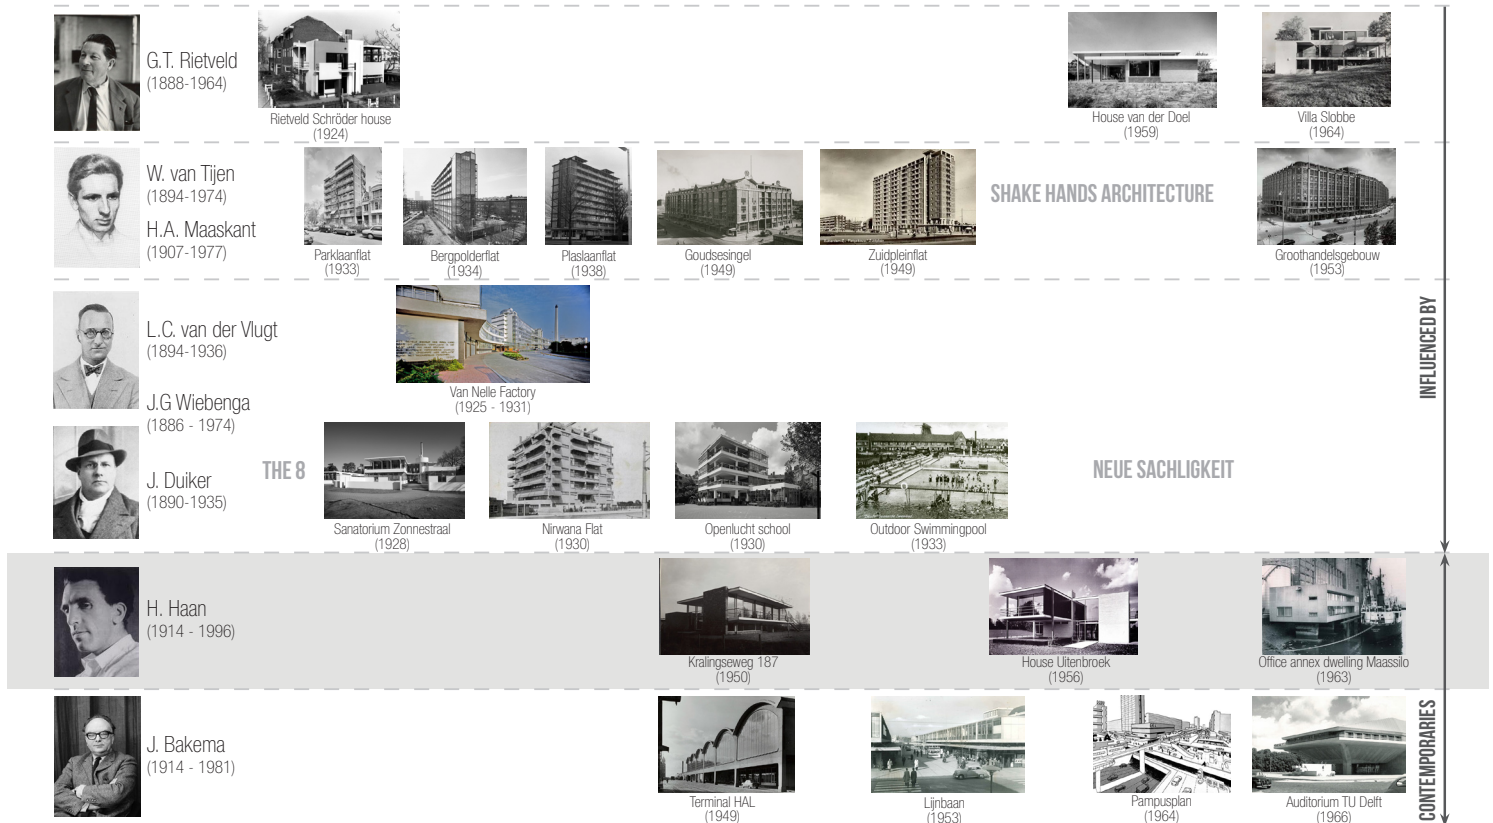 G.T. Rietveld
(1888-1964)
Rietveld Schröder house
(1924)
House van der Doel
(1959)
Villa Slobbe
(1964)
W. van Tijen
(1894-1974)
H.A. Maaskant
(1907-1977)
Parklaanflat
(1933)
Bergpolderflat
(1934)
Plaslaanflat
(1938)
Goudsesingel
(1949)
Zuidpleinflat
(1949)
SHAKE HANDS ARCHITECTURE
Groothandelsgebouw
(1953)
L.C. van der Vlugt
(1894-1936)
Van Nelle Factory
(1925 - 1931)
INFLUENCED BY
J.G Wiebenga
(1886 - 1974)
J. Duiker
(1890-1935)
THE 8
Sanatorium Zonnestraal
(1928)
Nirwana Flat
(1930)
Openlucht school
(1930)
Outdoor Swimmingpool
(1933)
NEUE SACHLIGKEIT
H. Haan
(1914 - 1996)
Kralingseweg 187
(1950)
House Uitenbroek
(1956)
Office annex dwelling Maassilo
(1963)
J. Bakema
(1914 - 1981)
Terminal HAL
(1949)
Lijnbaan
(1953)
Pampusplan
(1964)
Auditorium TU Delft
(1966)
CONTEMPORARIES